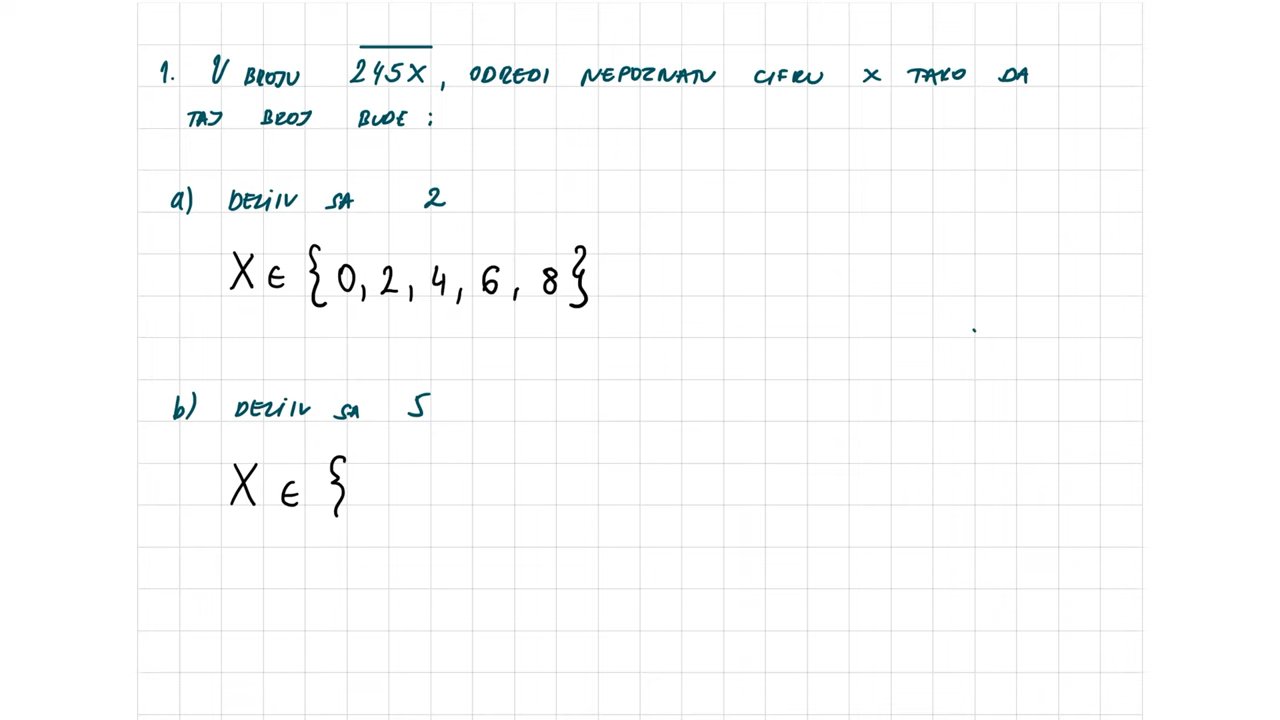 1. U BROJU 245X, ODREDI NEPOZNATU CIFRU X TAKO DA
TAJ BROJ BUDE:
a) DELJIV SA 2
X ∈ {0, 2, 4, 6, 8}
b) DELJIV SA 5
X ∈ {